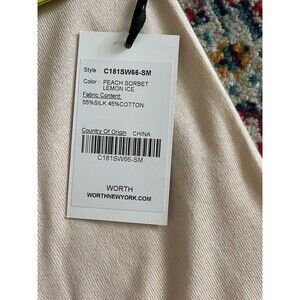 Style : C181SW66-SM
Color : PEACH SORBET
LEMON ICE
Fabric Content:
55%SILK 45%COTTON
Country Of Origin CHINA
C181SW66-SM
WORTH
WORTHNEWYORK.COM